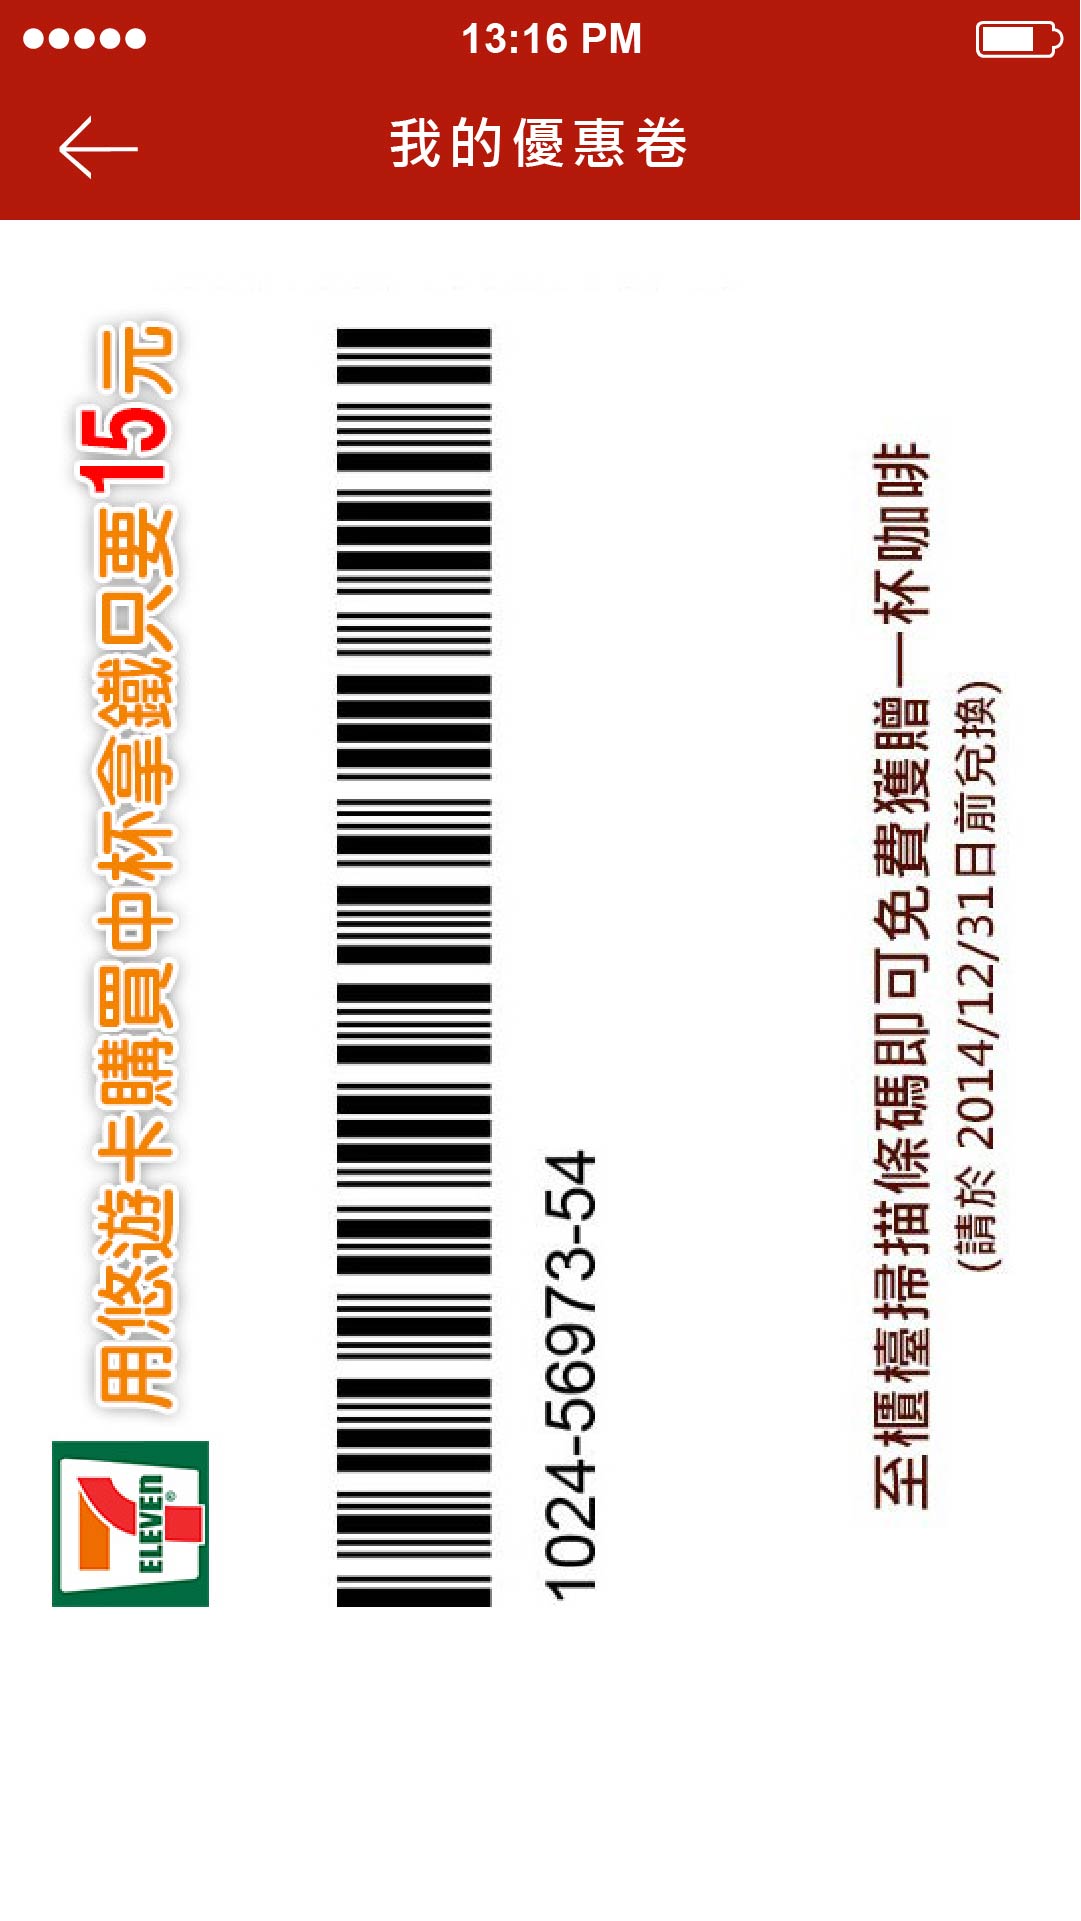 13:16 PM
我的優惠卷
ELEVEn
用悠遊卡購買中杯拿鐵只要15元
1024-56973-54
至櫃檯掃描條碼即可免費獲贈一杯咖啡
(請於 2014/12/31日前兌換)